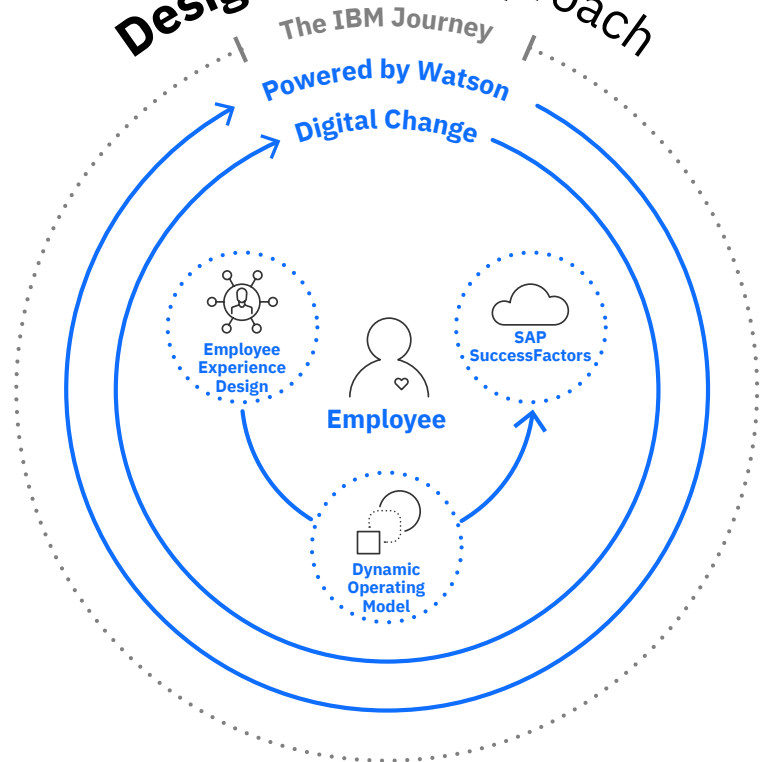 The IBM Journey
Powered by Watson
Digital Change
Employee
Experience
Design
SAP
SuccessFactors
Employee
Dynamic
Operating
Model